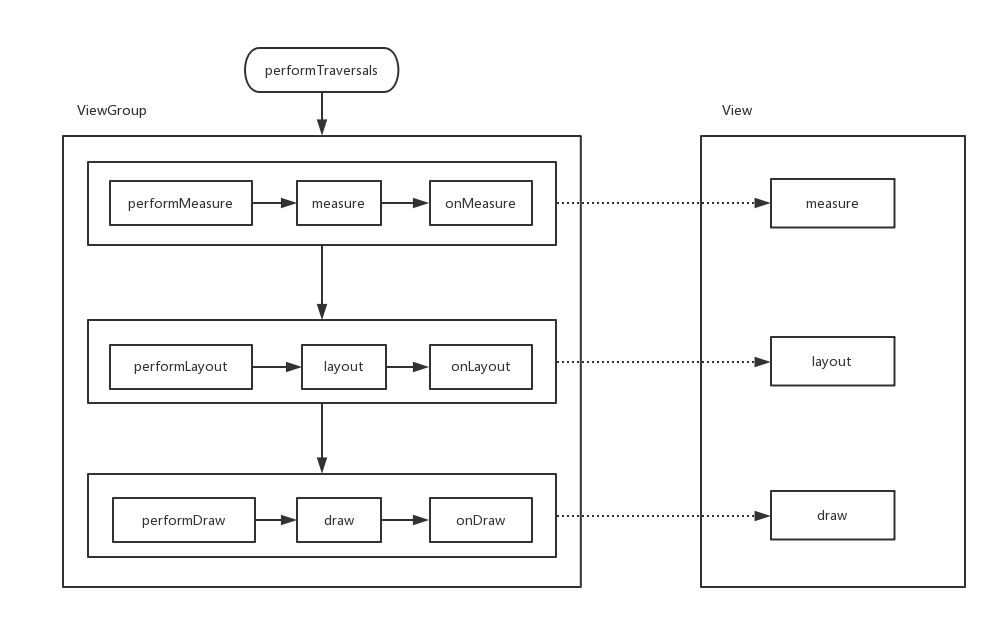 performTraversals
ViewGroup
View
performMeasure
measure
onMeasure
measure
performLayout
layout
onLayout
layout
performDraw
draw
onDraw
draw